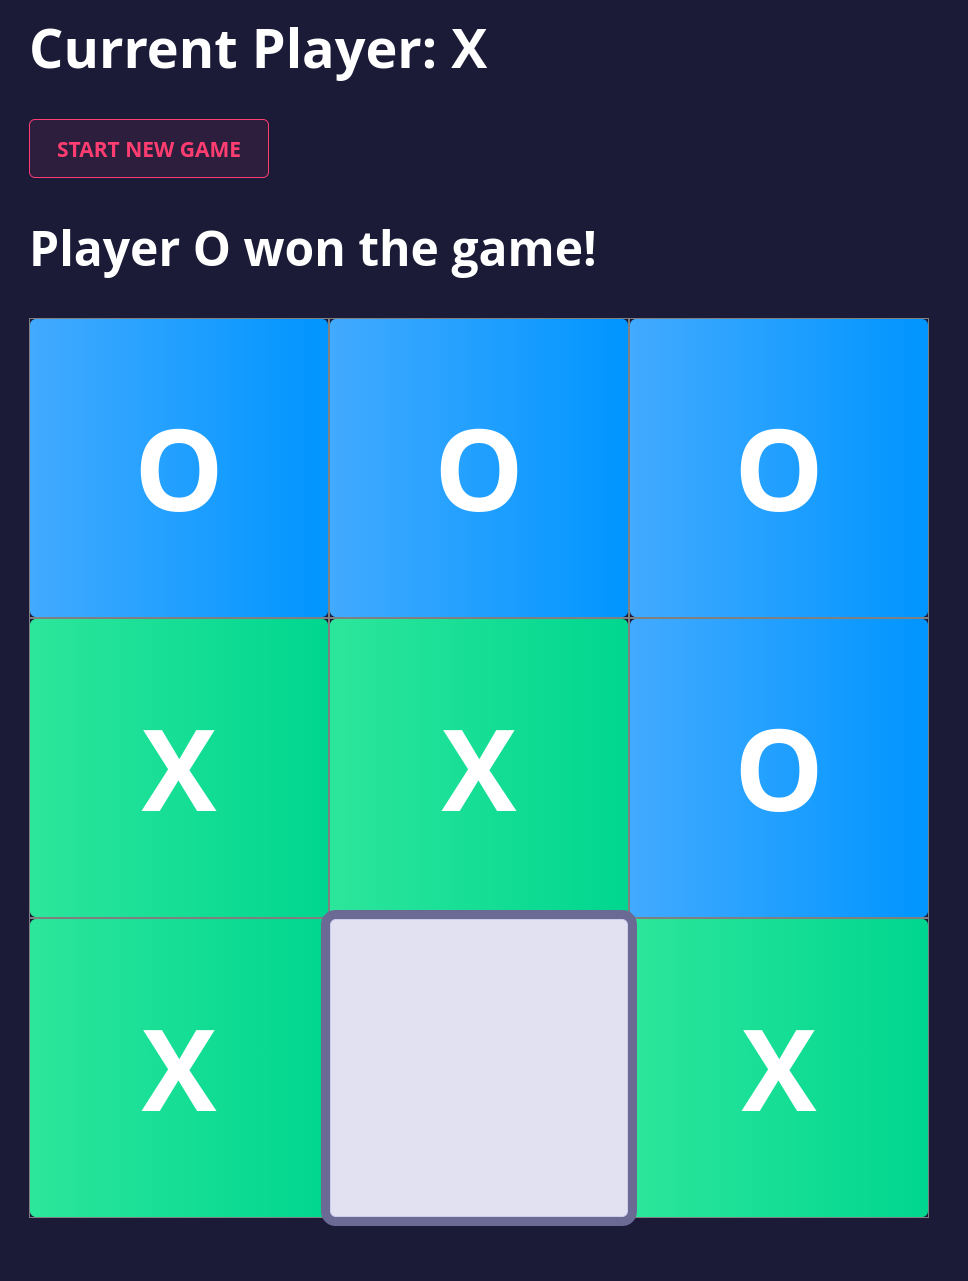 Current Player: X
START NEW GAME
Player O won the game!
O O O
X X O
X X